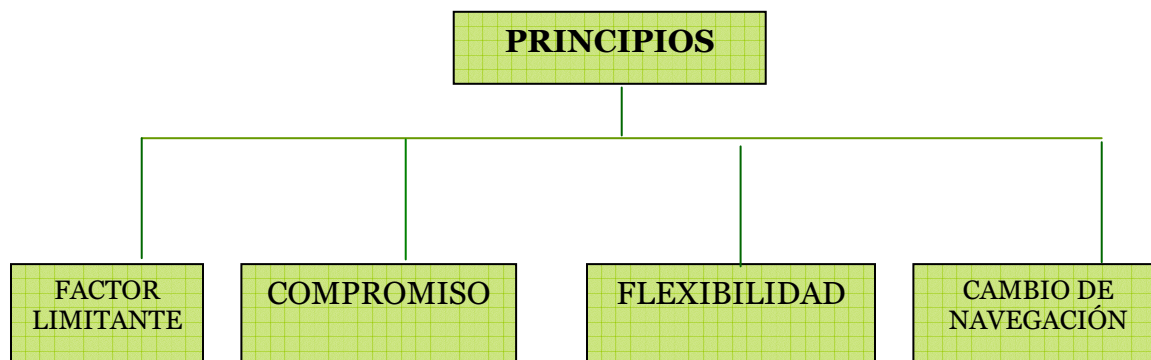 PRINCIPIOS
FACTOR
LIMITANTE
COMPROMISO
FLEXIBILIDAD
CAMBIO DE
NAVEGACIÓN